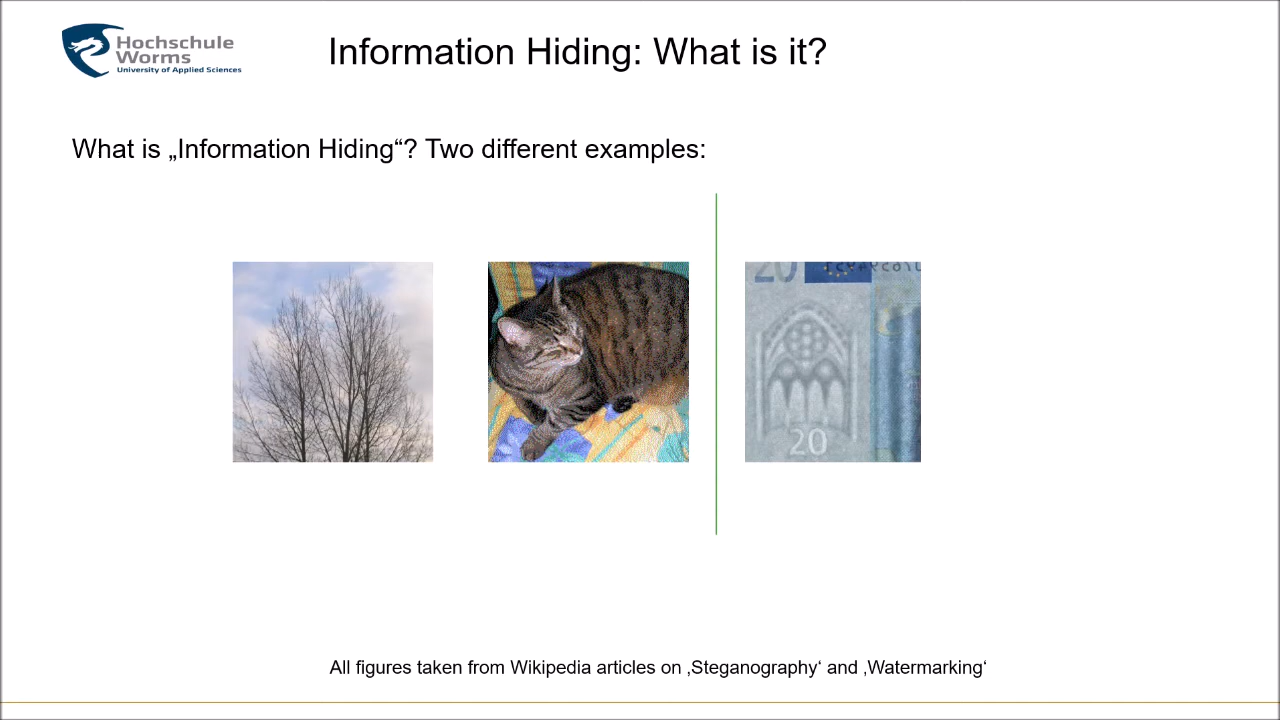 Hochschule
Worms
University of Applied Sciences
Information Hiding: What is it?
What is „Information Hiding“? Two different examples:
20
20
All figures taken from Wikipedia articles on ‚Steganography‘ and ‚Watermarking‘